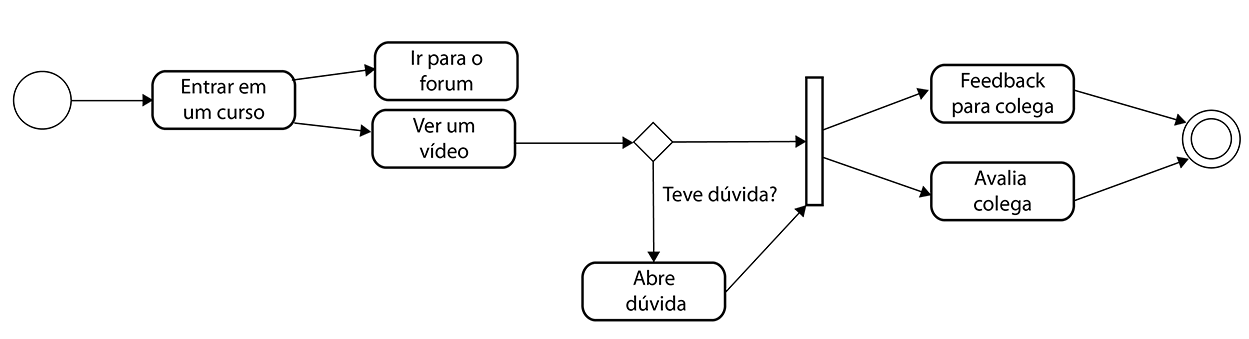 Entrar em
um curso
Ir para o
forum
Ver um
vídeo
Teve dúvida?
Abre
dúvida
Feedback
para colega
Avalia
colega